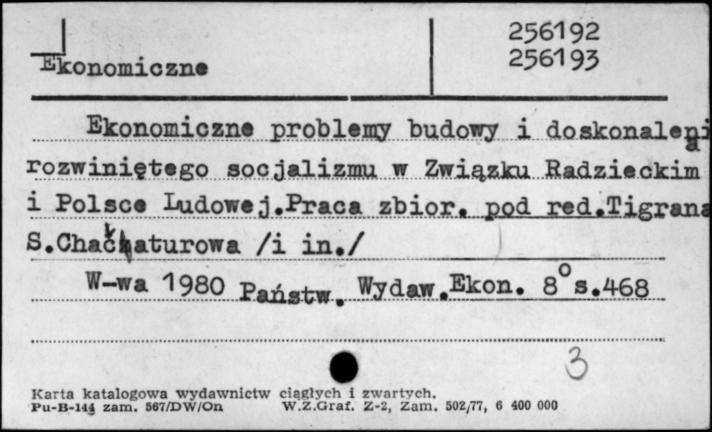 256192
256193
Ekonomiczne
Ekonomiczne problemy budowy i doskonaleni
a
rozwiniętego socjalizmu w Związku Radzieckim
i Polsce Ludowej.Praca zbior. pod red.Tigrana
S.Chačhaturowa /i in./
W-wa 1980 Państw. Wydaw.Ekon. 8° s.468
3
Karta katalogowa wydawnictw ciągłych i zwartych.
Pu-B-144 zam. 567/DW/On W.Z.Graf. Z-2, Zam. 502/77, 6 400 000